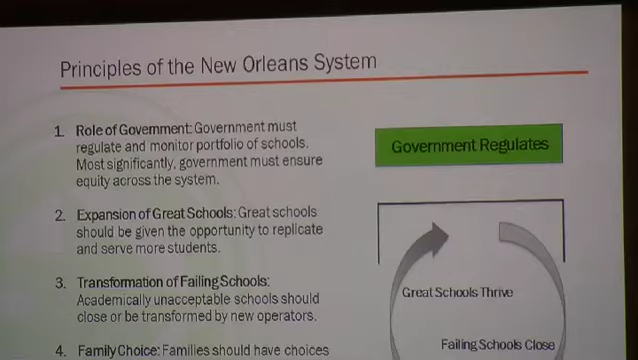 Principles of the New Orleans System
1. Role of Government: Government must
regulate and monitor portfolio of schools.
Most significantly, government must ensure
equity across the system.
2. Expansion of Great Schools: Great schools
should be given the opportunity to replicate
and serve more students.
3. Transformation of Failing Schools:
Academically unacceptable schools should
close or be transformed by new operators.
4. Family Choice: Families should have choices
Government Regulates
Great Schools Thrive
Failing Schools Close